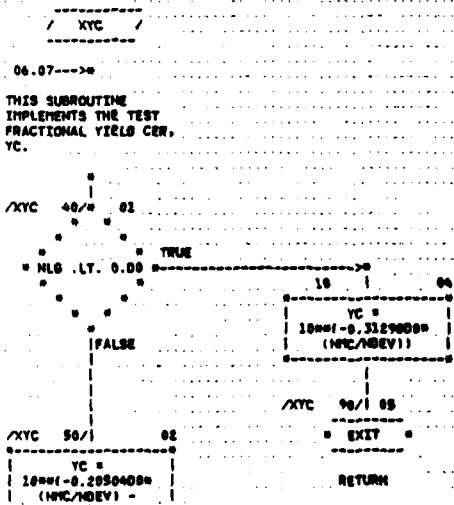 / XYC /
06.07--->*
THIS SUBROUTINE
IMPLEMENTS THE TEST
FRACTIONAL YIELD CER,
YC.
/XYC 40/* 01
TRUE
* NLG .LT. 0.D0 *
10 04
YC =
10**(-0.31290D0*
(NMC/NDEV))
FALSE
/XYC 90/ 05
* EXIT *
RETURN
/XYC 50/ 02
YC =
10**(-0.20504D0*
(NMC/NDEV) -